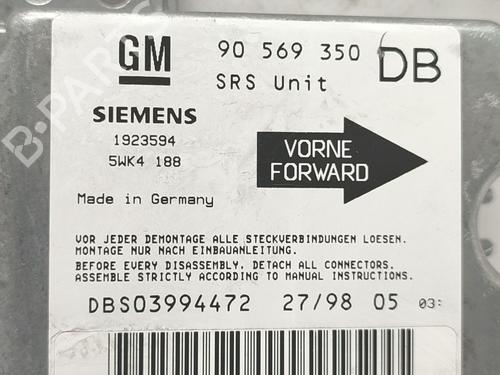 GM 90 569 350 DB
SRS Unit
SIEMENS
1923594
5WK4 188
VORNE
FORWARD
Made in Germany
VOR JEDER DEMONTAGE ALLE STECKVERBINDUNGEN LOESEN.
MONTAGE NUR NACH EINBAUANLEITUNG.
BEFORE EVERY DISASSEMBLY, DETACH ALL CONNECTORS.
ASSEMBLE STRICTLY ACCORDING TO MANUAL INSTRUCTIONS.
DBS03994472 27/98 05 03:
B-PARTS